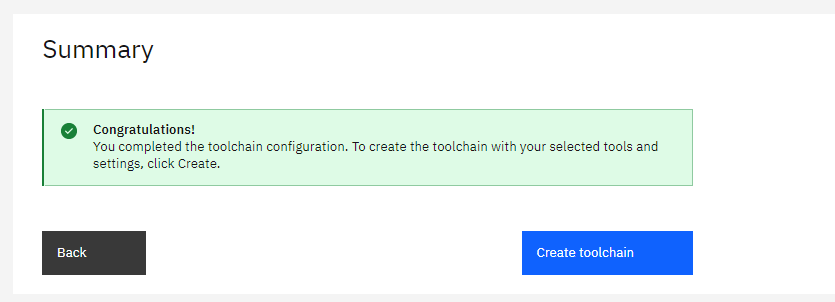 Summary
Congratulations!
You completed the toolchain configuration. To create the toolchain with your selected tools and
settings, click Create.
Back
Create toolchain